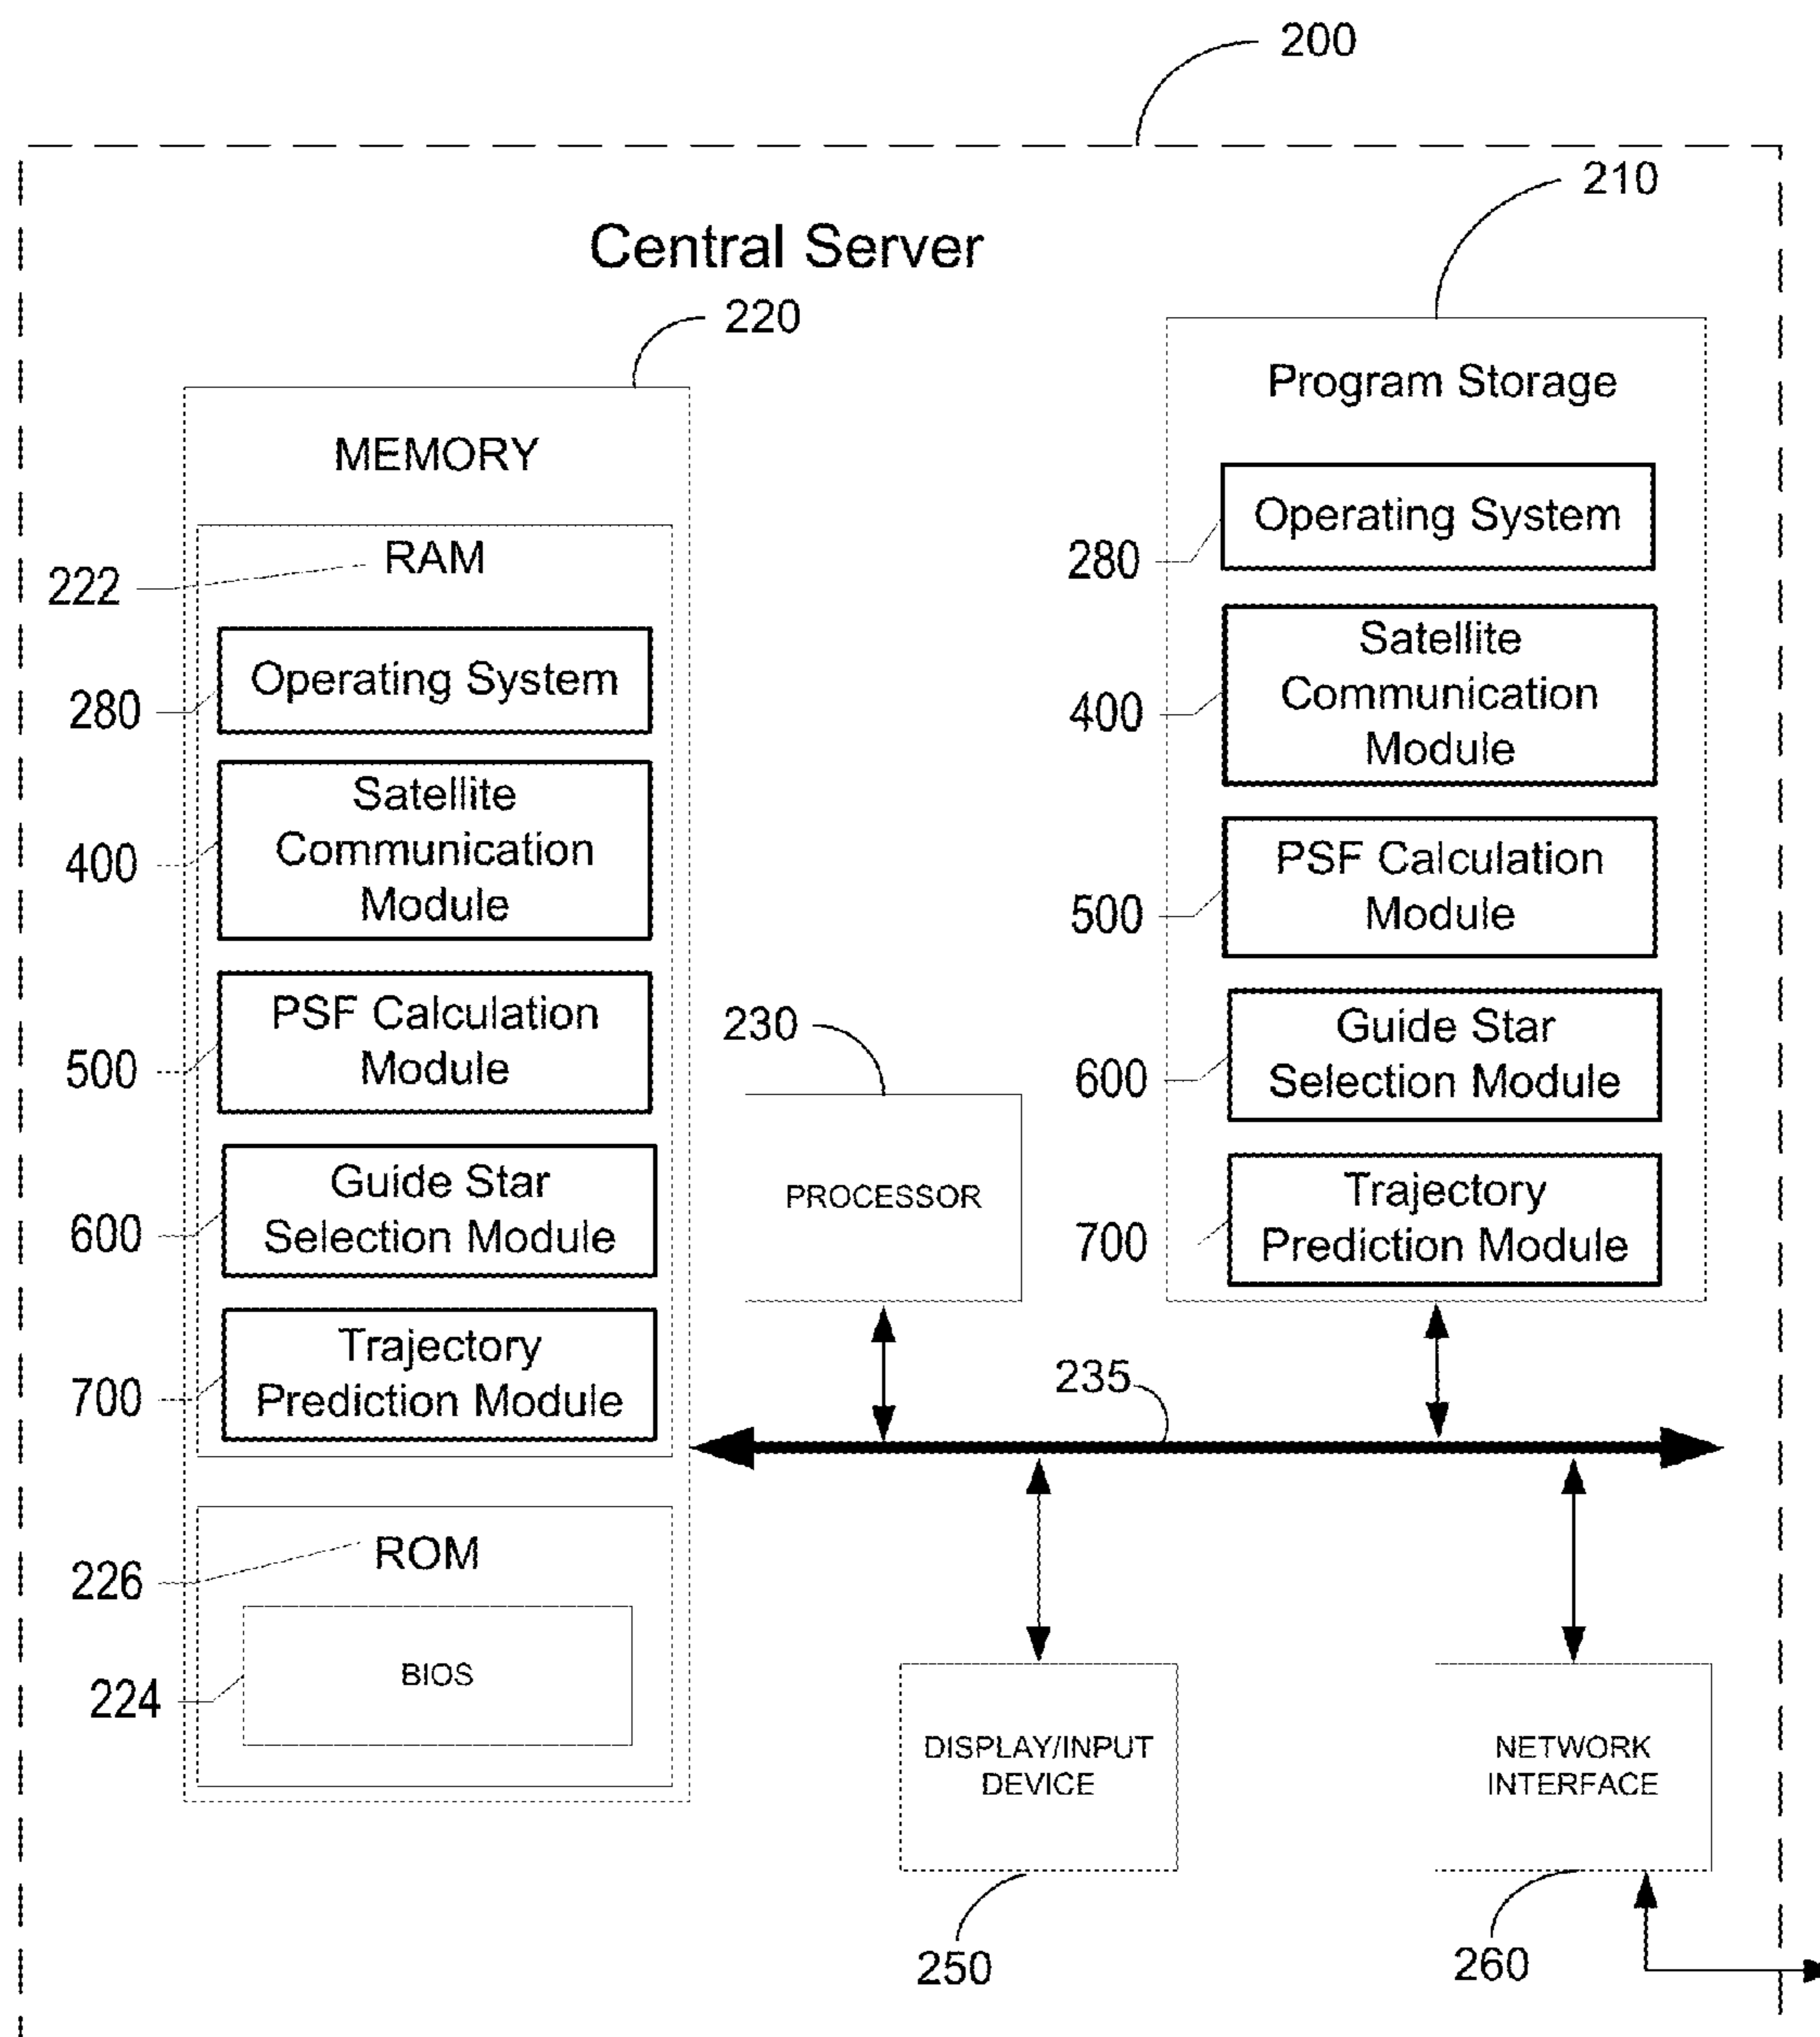 200
210
Central Server
220
Program Storage
MEMORY
Operating System
280
RAM
222
Satellite
Communication
Module
400
Operating System
280
Satellite
Communication
Module
400
PSF Calculation
Module
500
PSF Calculation
Module
500
230
Guide Star
Selection Module
600
PROCESSOR
Guide Star
Selection Module
600
Trajectory
Prediction Module
700
Trajectory
Prediction Module
700
235
ROM
226
BIOS
224
DISPLAY/INPUT
DEVICE
NETWORK
INTERFACE
250
260